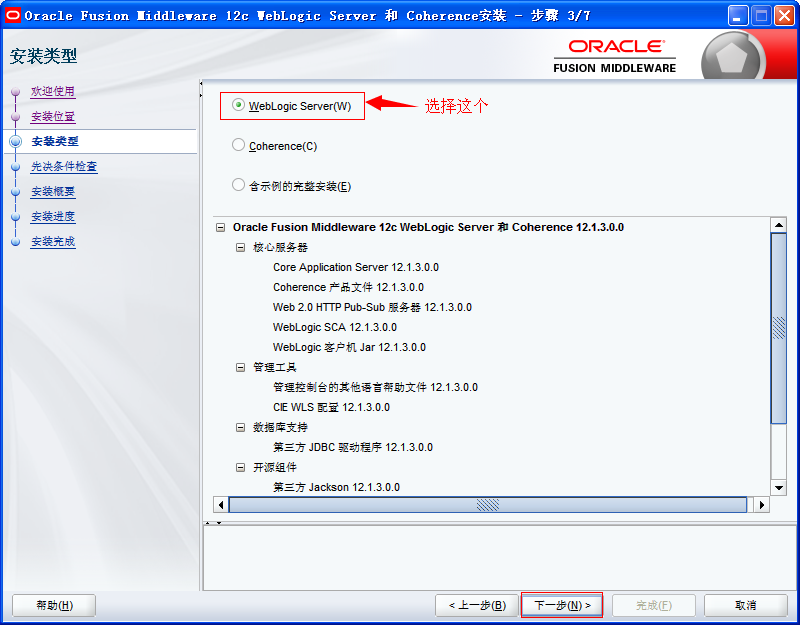 Oracle Fusion Middleware 12c WebLogic Server 和 Coherence安装 - 步骤 3/7
安装类型
ORACLE
FUSION MIDDLEWARE
欢迎使用
安装位置
安装类型
先决条件检查
安装概要
安装进度
安装完成
WebLogic Server(W)
选择这个
Coherence(C)
含示例的完整安装(E)
Oracle Fusion Middleware 12c WebLogic Server 和 Coherence 12.1.3.0.0
核心服务器
Core Application Server 12.1.3.0.0
Coherence 产品文件 12.1.3.0.0
Web 2.0 HTTP Pub-Sub 服务器 12.1.3.0.0
WebLogic SCA 12.1.3.0.0
WebLogic 客户机 Jar 12.1.3.0.0
管理工具
管理控制台的其他语言帮助文件 12.1.3.0.0
CIE WLS 配置 12.1.3.0.0
数据库支持
第三方 JDBC 驱动程序 12.1.3.0.0
开源组件
第三方 Jackson 12.1.3.0.0
帮助(H)
< 上一步(B)
下一步(N) >
完成(F)
取消